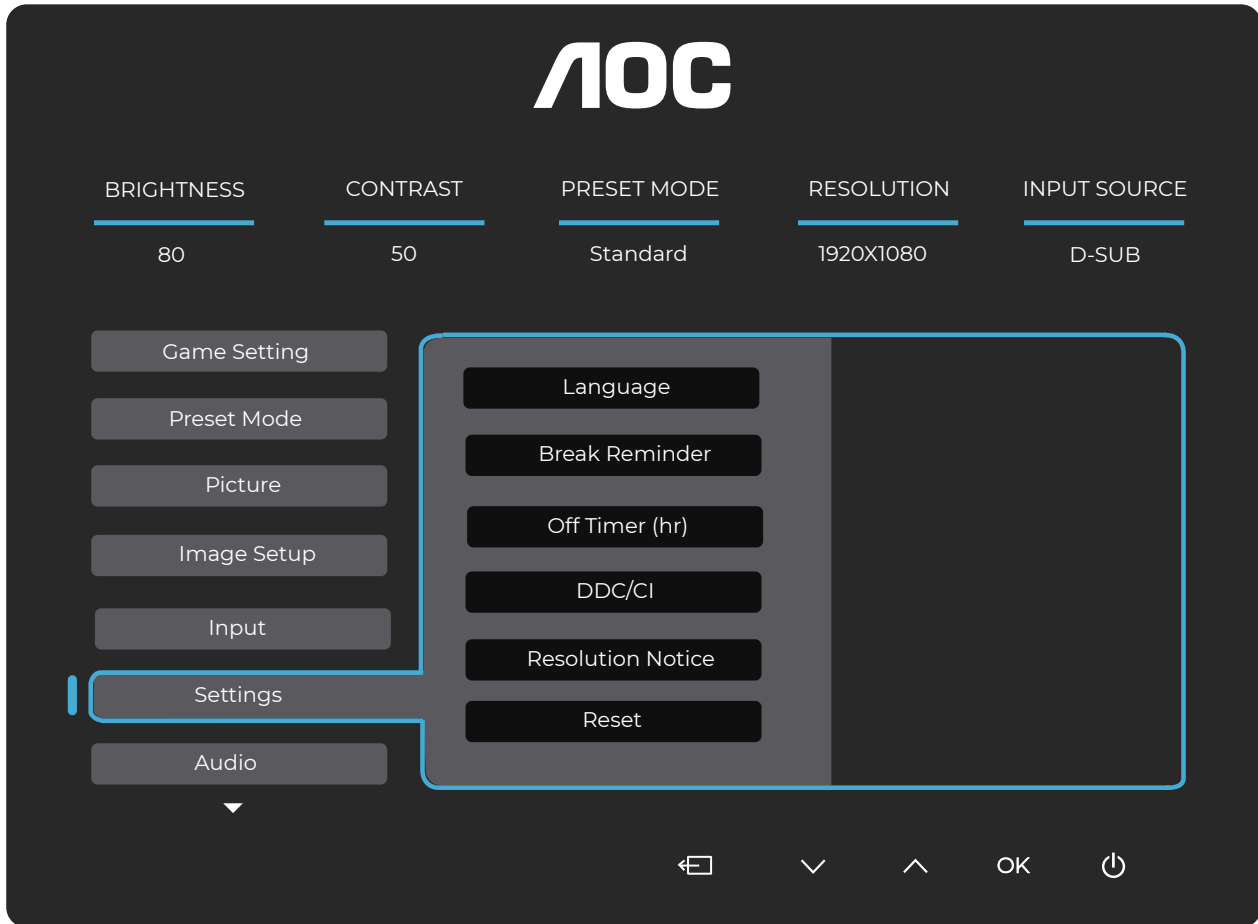 AOC
BRIGHTNESS
CONTRAST
PRESET MODE
RESOLUTION
INPUT SOURCE
80
50
Standard
1920X1080
D-SUB
Game Setting
Preset Mode
Picture
Image Setup
Input
Settings
Audio
Language
Break Reminder
Off Timer (hr)
DDC/CI
Resolution Notice
Reset
OK